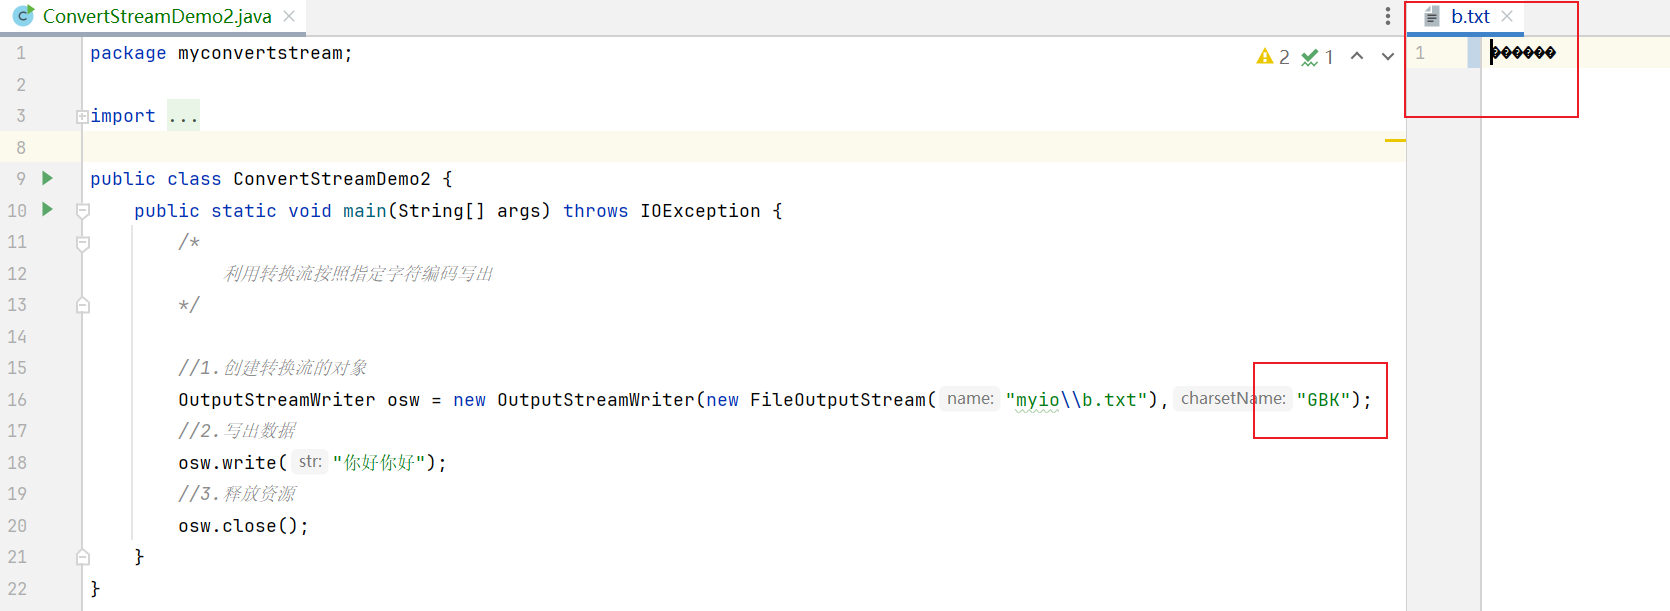 ConvertStreamDemo2.java
b.txt
1 package myconvertstream;
2 1
1 ������
2
3 import ...
8
9 public class ConvertStreamDemo2 {
10 public static void main(String[] args) throws IOException {
11 /*
12 利用转换流按照指定字符编码写出
13 */
14
15 //1.创建转换流的对象
16 OutputStreamWriter osw = new OutputStreamWriter(new FileOutputStream( name: "myio\\b.txt"), charsetName: "GBK");
17 //2.写出数据
18 osw.write( str: "你好你好");
19 //3.释放资源
20 osw.close();
21 }
22 }